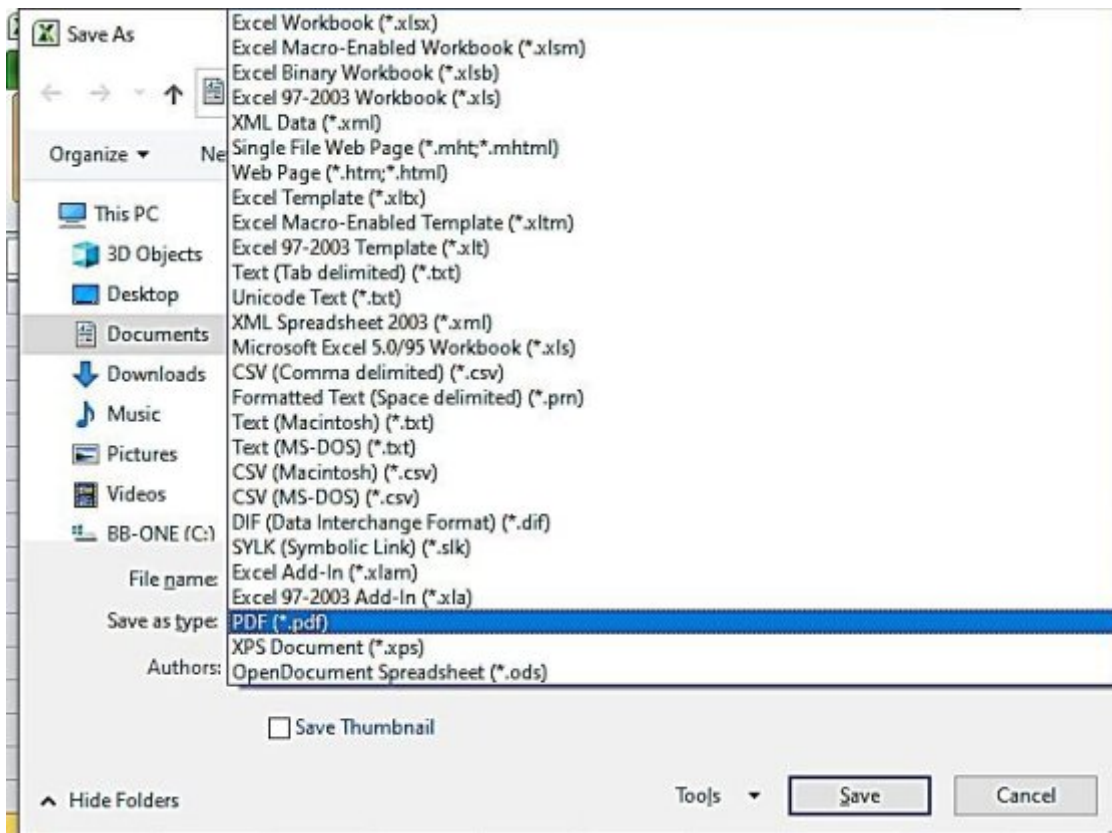 Save As
Excel Workbook (*.xlsx)
Excel Macro-Enabled Workbook (*.xlsm)
Excel Binary Workbook (*.xlsb)
Excel 97-2003 Workbook (*.xls)
XML Data (*.xml)
Single File Web Page (*.mht;*.mhtml)
Web Page (*.htm;*.html)
Excel Template (*.xltx)
Excel Macro-Enabled Template (*.xltm)
Excel 97-2003 Template (*.xlt)
Text (Tab delimited) (*.txt)
Unicode Text (*.txt)
XML Spreadsheet 2003 (*.xml)
Microsoft Excel 5.0/95 Workbook (*.xls)
CSV (Comma delimited) (*.csv)
Formatted Text (Space delimited) (*.prn)
Text (Macintosh) (*.txt)
Text (MS-DOS) (*.txt)
CSV (Macintosh) (*.csv)
CSV (MS-DOS) (*.csv)
DIF (Data Interchange Format) (*.dif)
SYLK (Symbolic Link) (*.slk)
Excel Add-In (*.xlam)
Excel 97-2003 Add-In (*.xla)
PDF (*.pdf)
XPS Document (*.xps)
OpenDocument Spreadsheet (*.ods)
Organize Ne
This PC
3D Objects
Desktop
Documents
Downloads
Music
Pictures
Videos
BB-ONE (C:)
File name:
Save as type:
Authors:
Save Thumbnail
Hide Folders
Tools
Save
Cancel